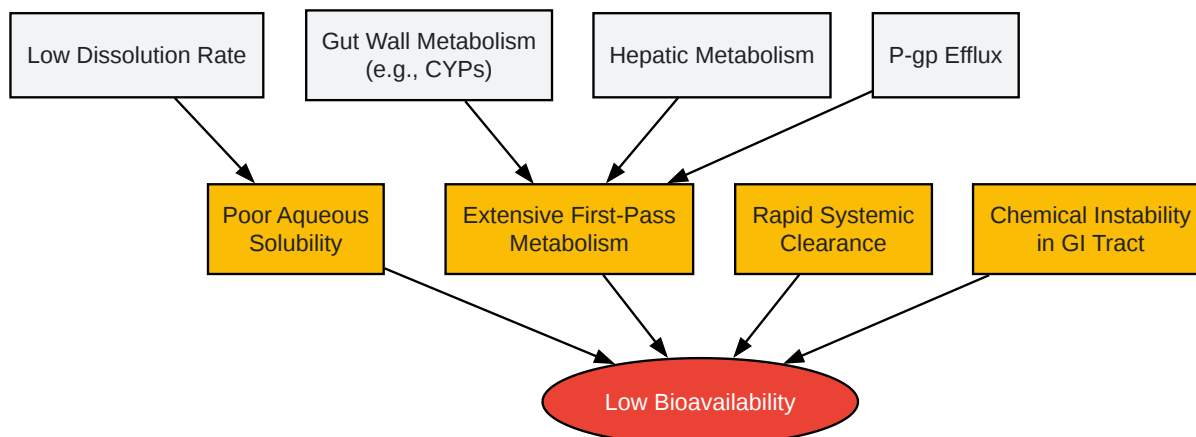 Low Dissolution Rate
Gut Wall Metabolism
(e.g., CYPs)
Hepatic Metabolism
P-gp Efflux
Poor Aqueous
Solubility
Extensive First-Pass
Metabolism
Rapid Systemic
Clearance
Chemical Instability
in GI Tract
Low Bioavailability